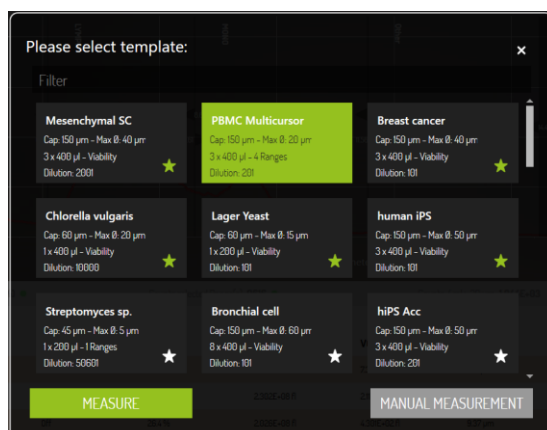 Please select template:
×
Filter
Mesenchymal SC
Cap: 150 µm - Max Ø: 40 µm
3 x 400 µl - Viability
Dilution: 2001
PBMC Multicursor
Cap: 150 µm - Max Ø: 20 µm
3 x 400 µl - 4 Ranges
Dilution: 201
Breast cancer
Cap: 150 µm - Max Ø: 40 µm
3 x 400 µl - Viability
Dilution: 101
Chlorella vulgaris
Cap: 60 µm - Max Ø: 20 µm
1 x 400 µl - Viability
Dilution: 10000
Lager Yeast
Cap: 60 µm - Max Ø: 15 µm
1 x 200 µl - Viability
Dilution: 101
human iPS
Cap: 150 µm - Max Ø: 50 µm
3 x 400 µl - Viability
Dilution: 101
Streptomyces sp.
Cap: 45 µm - Max Ø: 5 µm
1 x 200 µl - 1 Ranges
Dilution: 50601
Bronchial cell
Cap: 150 µm - Max Ø: 60 µm
8 x 400 µl - Viability
Dilution: 101
hiPS Acc
Cap: 150 µm - Max Ø: 50 µm
3 x 400 µl - Viability
Dilution: 201
MEASURE
MANUAL MEASUREMENT